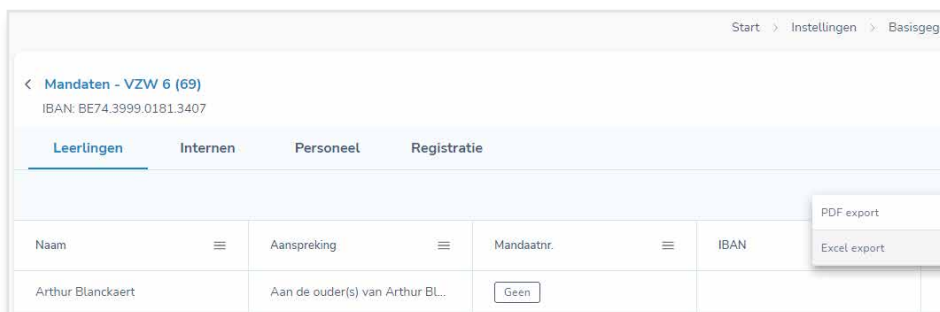 Start > Instellingen > Basisgeg
< Mandaten - VZW 6 (69)
IBAN: BE74.3999.0181.3407
Leerlingen Internen Personeel Registratie
PDF export
Excel export
Naam Aanspreking Mandaatnr. IBAN
Arthur Blanckaert Aan de ouder(s) van Arthur Bl... Geen